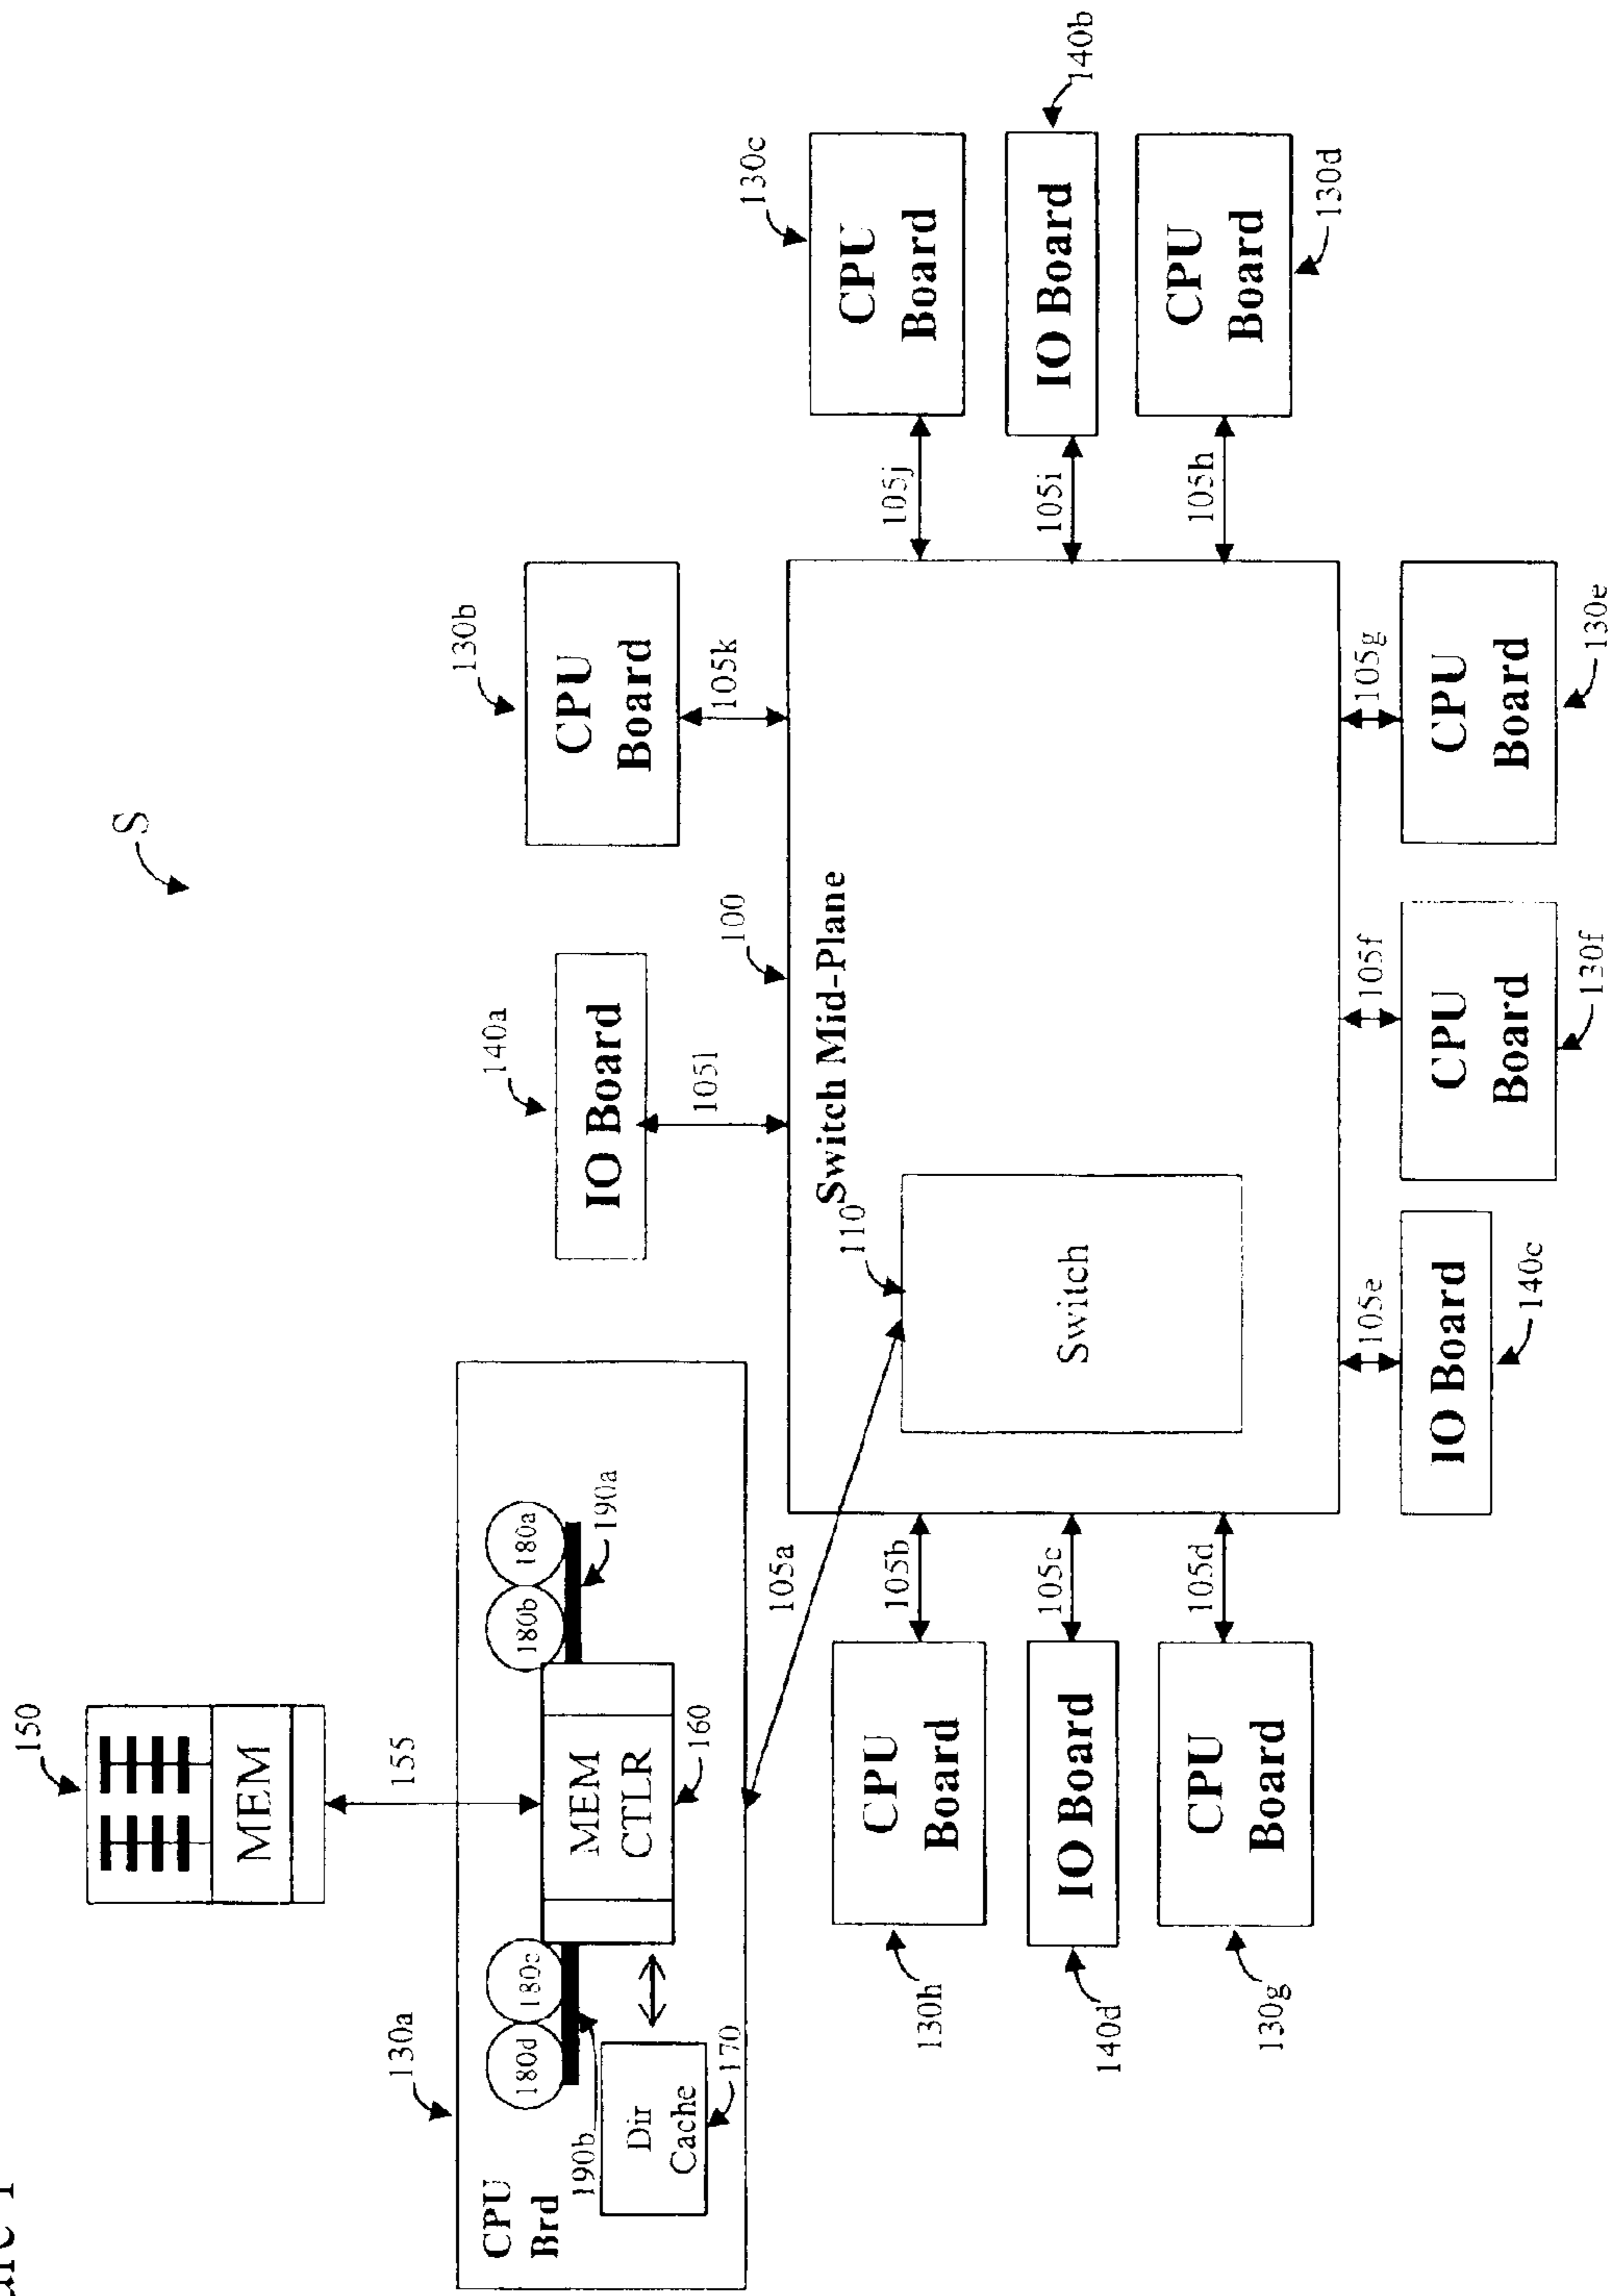 S
150
MEM
155
130a
CPU
Brd
180d
180c
180b
180a
190b
190a
MEM
CTLR
160
Dir
Cache
170
105a
140a
IO Board
105l
130b
CPU
Board
105k
100
Switch Mid-Plane
110
Switch
130h
CPU
Board
105b
140d
IO Board
105c
130g
CPU
Board
105d
130c
CPU
Board
105j
140b
IO Board
105i
130d
CPU
Board
105h
105e
IO Board
140c
105f
CPU
Board
130f
105g
CPU
Board
130e